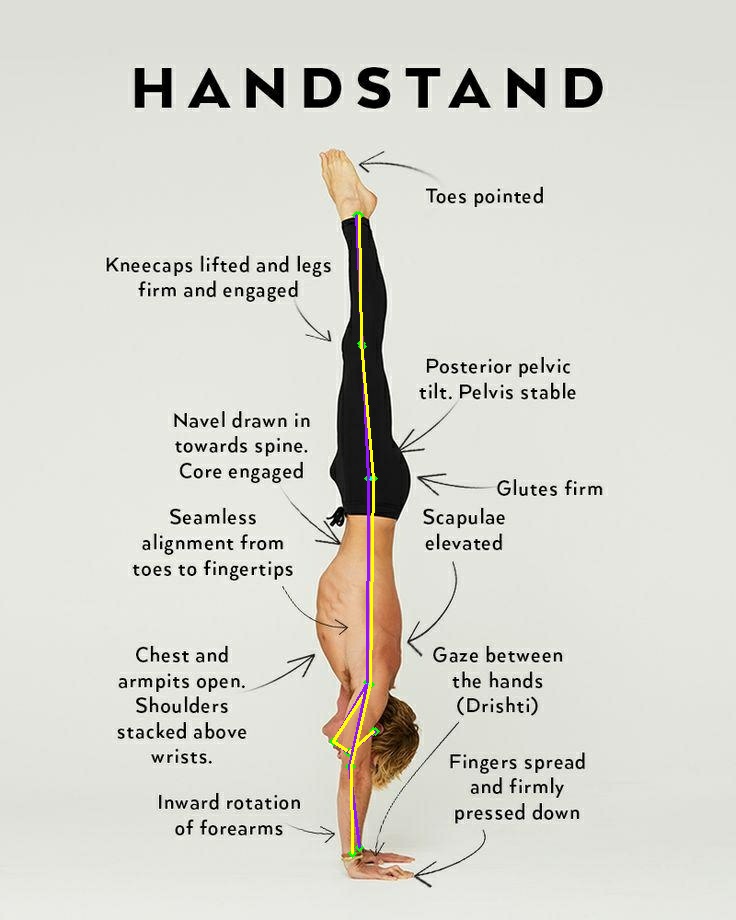 HANDSTAND
Toes pointed
Kneecaps lifted and legs
firm and engaged
Posterior pelvic
tilt. Pelvis stable
Navel drawn in
towards spine.
Core engaged
Glutes firm
Seamless
alignment from
toes to fingertips
Scapulae
elevated
Chest and
armpits open.
Shoulders
stacked above
wrists.
Gaze between
the hands
(Drishti)
Fingers spread
and firmly
pressed down
Inward rotation
of forearms